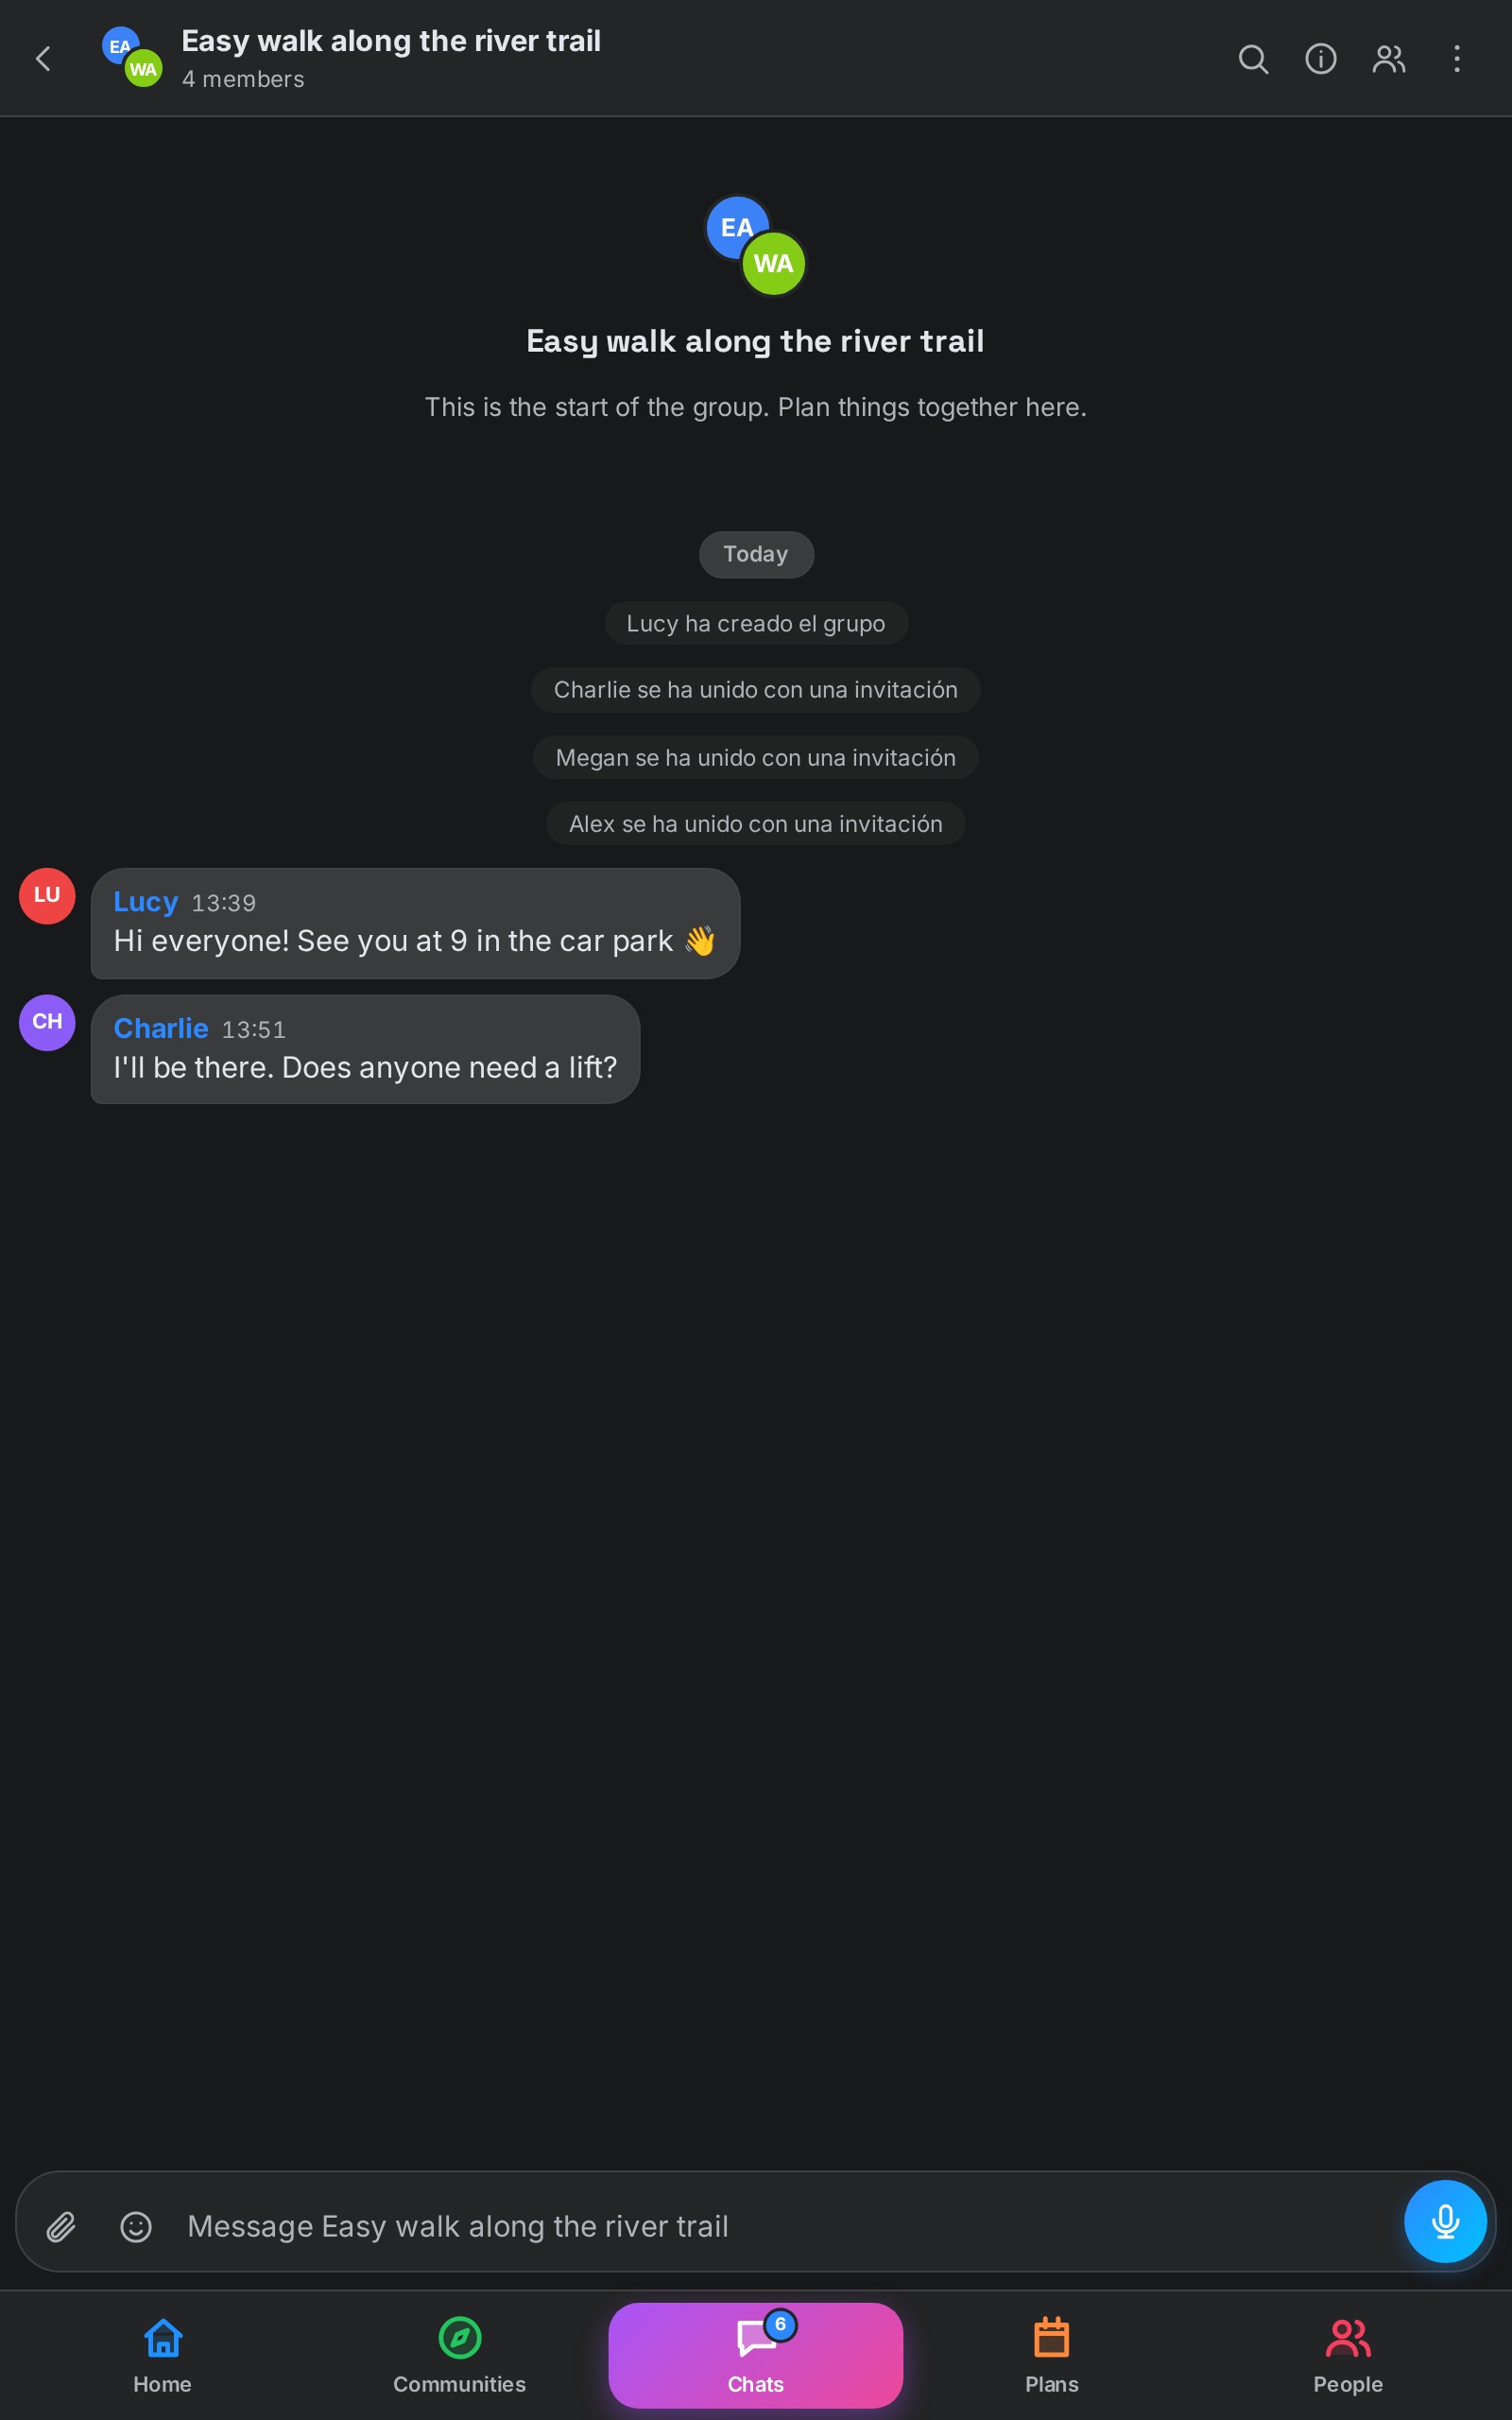 EA
WA
Easy walk along the river trail
4 members
EA
WA
Easy walk along the river trail
This is the start of the group. Plan things together here.
Today
Lucy ha creado el grupo
Charlie se ha unido con una invitación
Megan se ha unido con una invitación
Alex se ha unido con una invitación
LU
Lucy 13:39
Hi everyone! See you at 9 in the car park 👋
CH
Charlie 13:51
I'll be there. Does anyone need a lift?
Message Easy walk along the river trail
6
Home
Communities
Chats
Plans
People